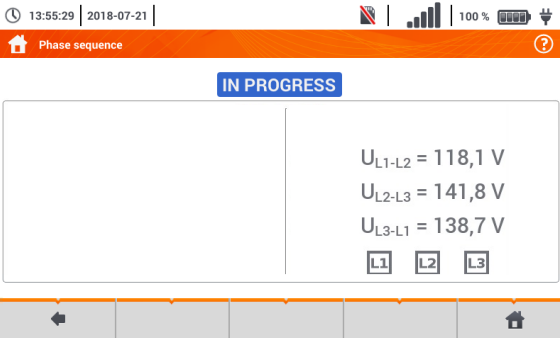 13:55:29 2018-07-21 100 %
Phase sequence ?
IN PROGRESS
UL1-L2 = 118,1 V
UL2-L3 = 141,8 V
UL3-L1 = 138,7 V
L1 L2 L3